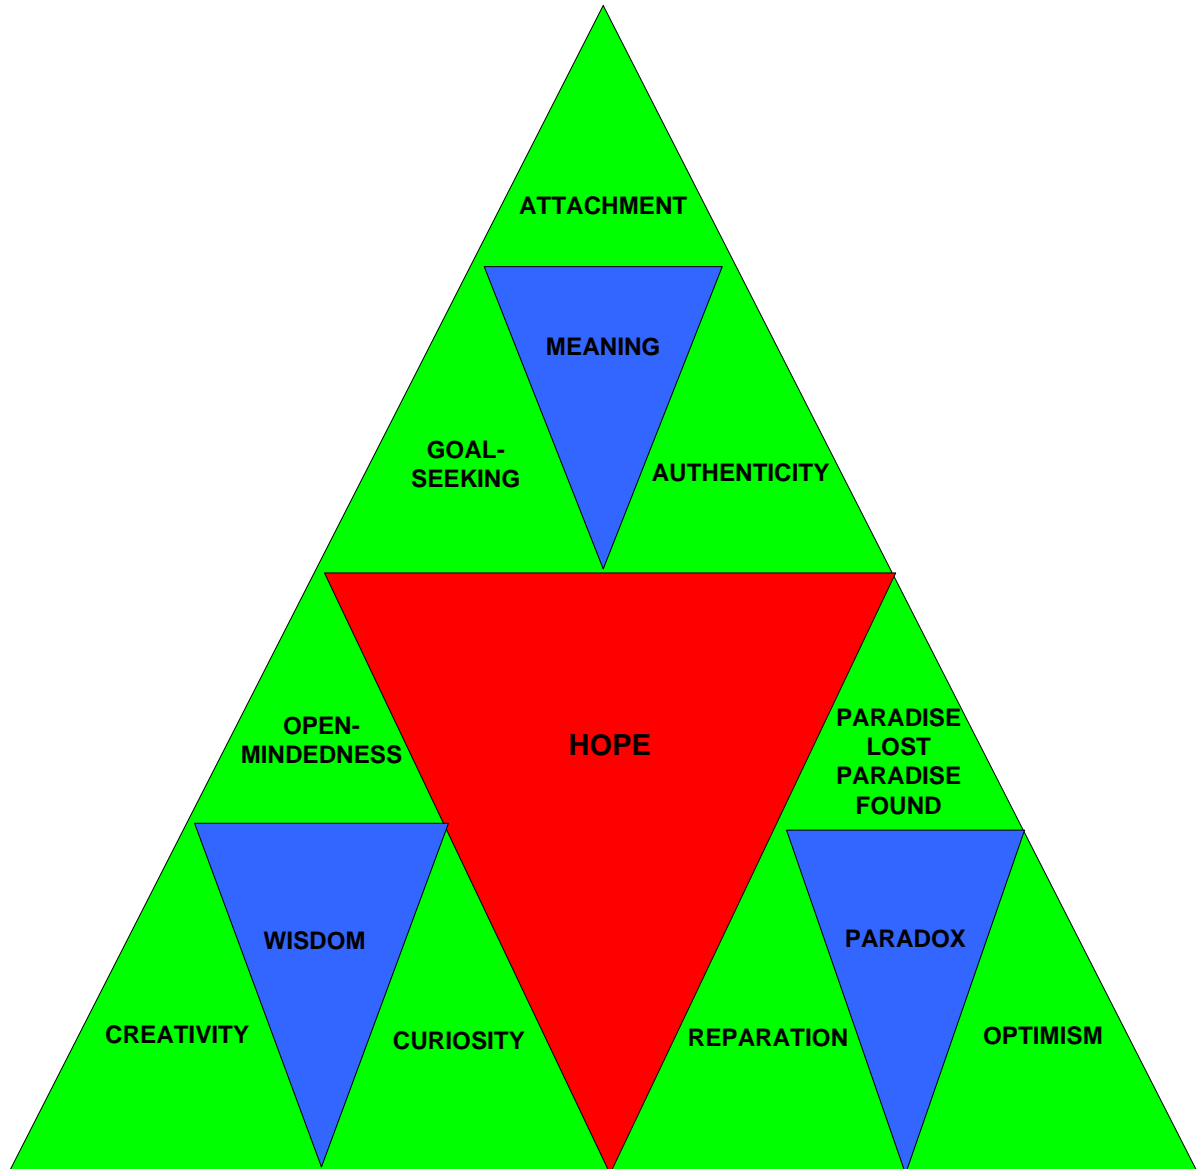 ATTACHMENT
MEANING
GOAL-
SEEKING
AUTHENTICITY
OPEN-
MINDEDNESS
HOPE
PARADISE
LOST
PARADISE
FOUND
WISDOM
PARADOX
CREATIVITY
CURIOSITY
REPARATION
OPTIMISM